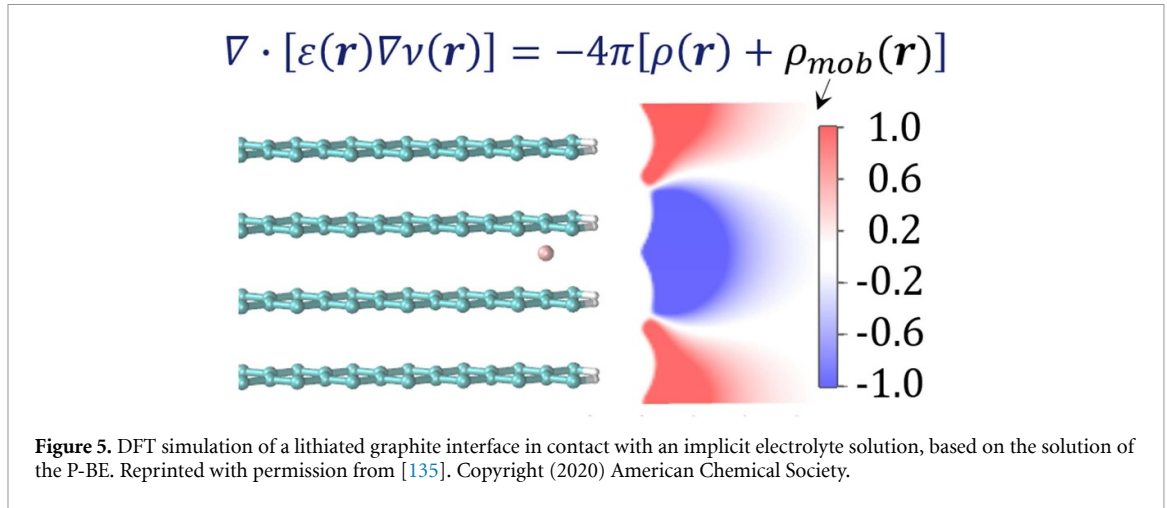 ∇ · [ε(r)∇ν(r)] = −4π[ρ(r) + ρ_mob(r)]
1.0
0.6
0.2
-0.2
-0.6
-1.0
Figure 5. DFT simulation of a lithiated graphite interface in contact with an implicit electrolyte solution, based on the solution of
the P-BE. Reprinted with permission from [135]. Copyright (2020) American Chemical Society.